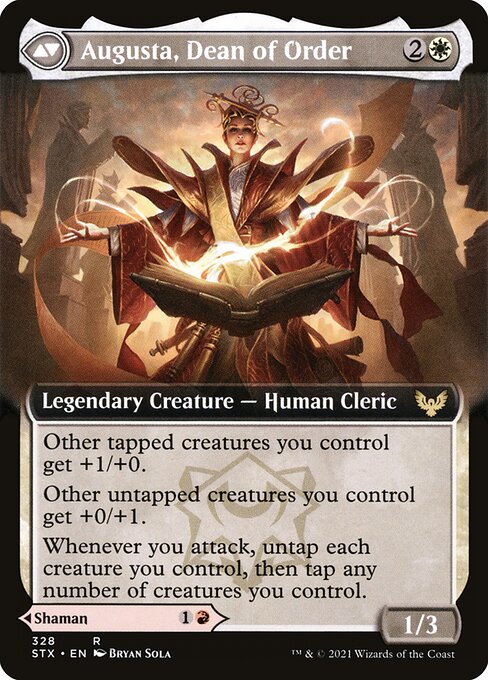 Augusta, Dean of Order 2
Legendary Creature — Human Cleric
Other tapped creatures you control
get +1/+0.
Other untapped creatures you control
get +0/+1.
Whenever you attack, untap each
creature you control, then tap any
number of creatures you control.
Shaman 1
1/3
328 R
STX • EN BRYAN SOLA
™ & © 2021 Wizards of the Coast